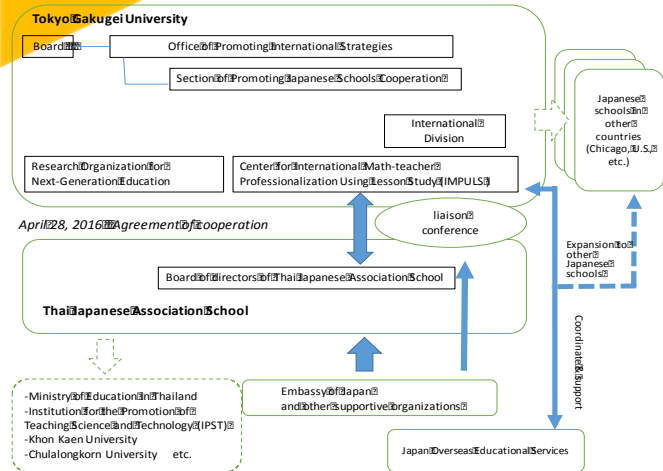 Tokyo Gakugei University
Board
Office of Promoting International Strategies
Section of Promoting Japanese Schools Cooperation
International
Division
Research Organization for
Next-Generation Education
Center for International Math-teacher
Professionalization Using Lesson Study (IMPULS)
Japanese
schools in
other
countries
(Chicago, U.S.,
etc.)
April 28, 2016 Agreement of cooperation
liaison
conference
Expansion to
other
Japanese
schools
Board of directors of Thai Japanese Association School
Thai Japanese Association School
Coordinate & support
-Ministry of Education in Thailand
-Institution for the Promotion of
Teaching Science and Technology (IPST)
-Khon Kaen University
-Chulalongkorn University etc.
Embassy of Japan
and other supportive organizations
Japan Overseas Educational Services